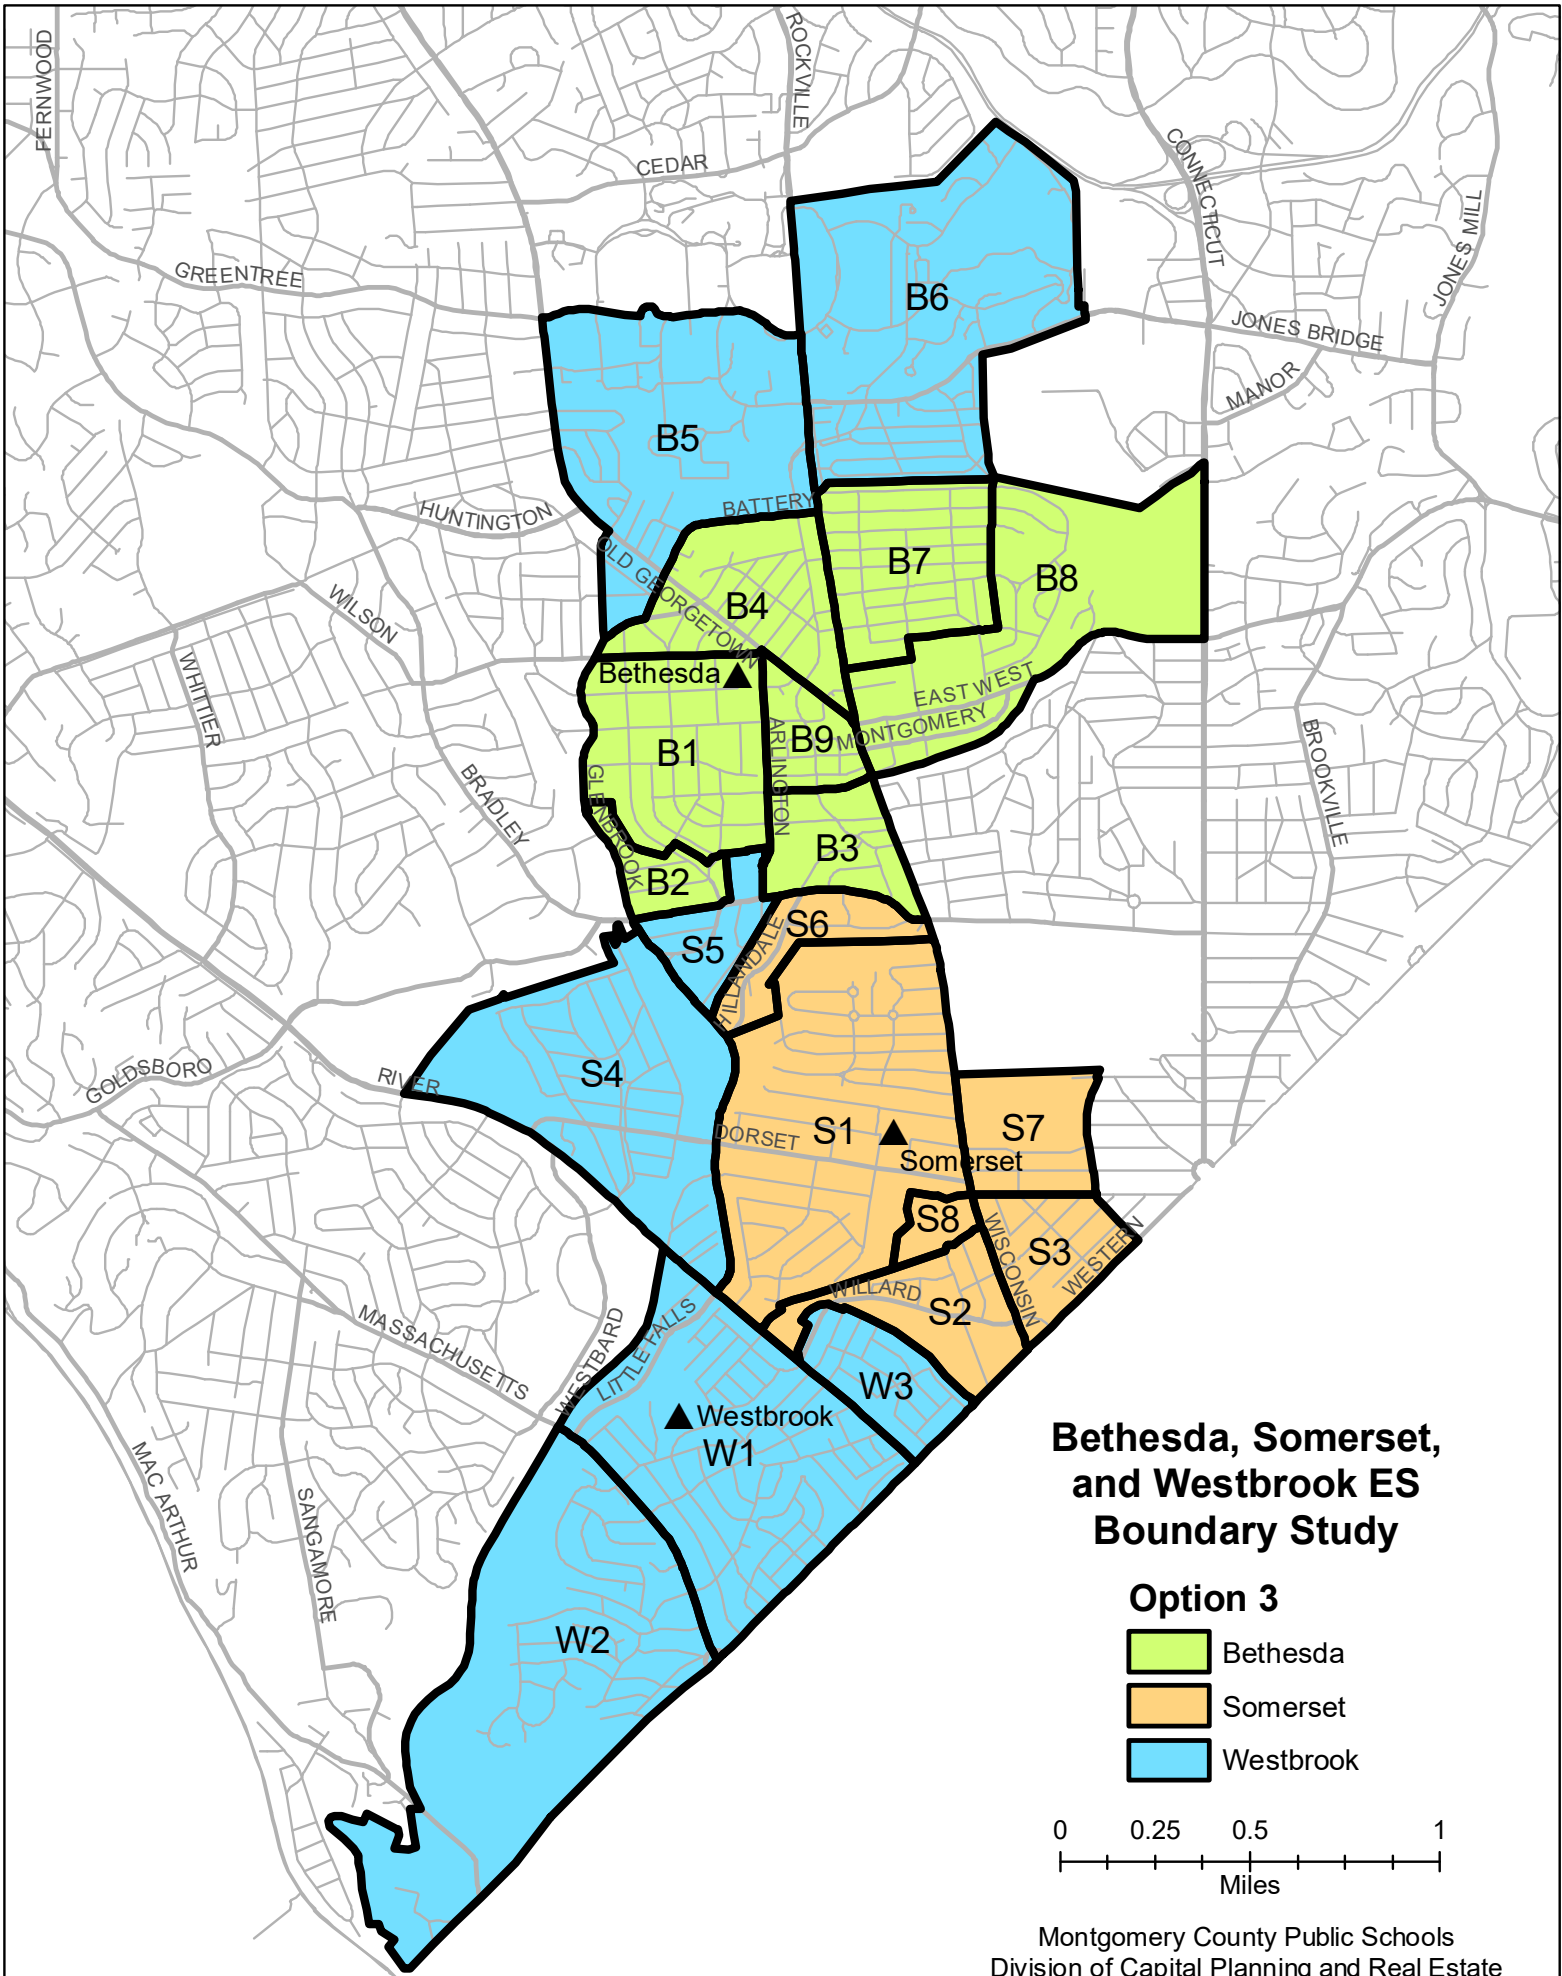 FERNWOOD
ROCKVILLE
CEDAR
CONNECTICUT
JONES MILL
GREENTREE
B6
JONES BRIDGE
MANOR
B5
BATTERY
HUNTINGTON
OLD GEORGETOWN
B7
B8
B4
WILSON
WHITTIER
Bethesda
EAST WEST
MONTGOMERY
ARLINGTON
B9
B1
BROOKVILLE
GLENBROOK
BRADLEY
B3
B2
S6
S5
HILLANDALE
S4
GOLDSBORO
RIVER
DORSET
S1
S7
Somerset
S8
WISCONSIN
S3
WESTERN
WILLARD
S2
MASSACHUSETTS
WESTBARD
LITTLE FALLS
W3
Westbrook
W1
MAC ARTHUR
SANGAMORE
W2
Bethesda, Somerset,
and Westbrook ES
Boundary Study
Option 3
Bethesda
Somerset
Westbrook
0 0.25 0.5 1
Miles
Montgomery County Public Schools
Division of Capital Planning and Real Estate